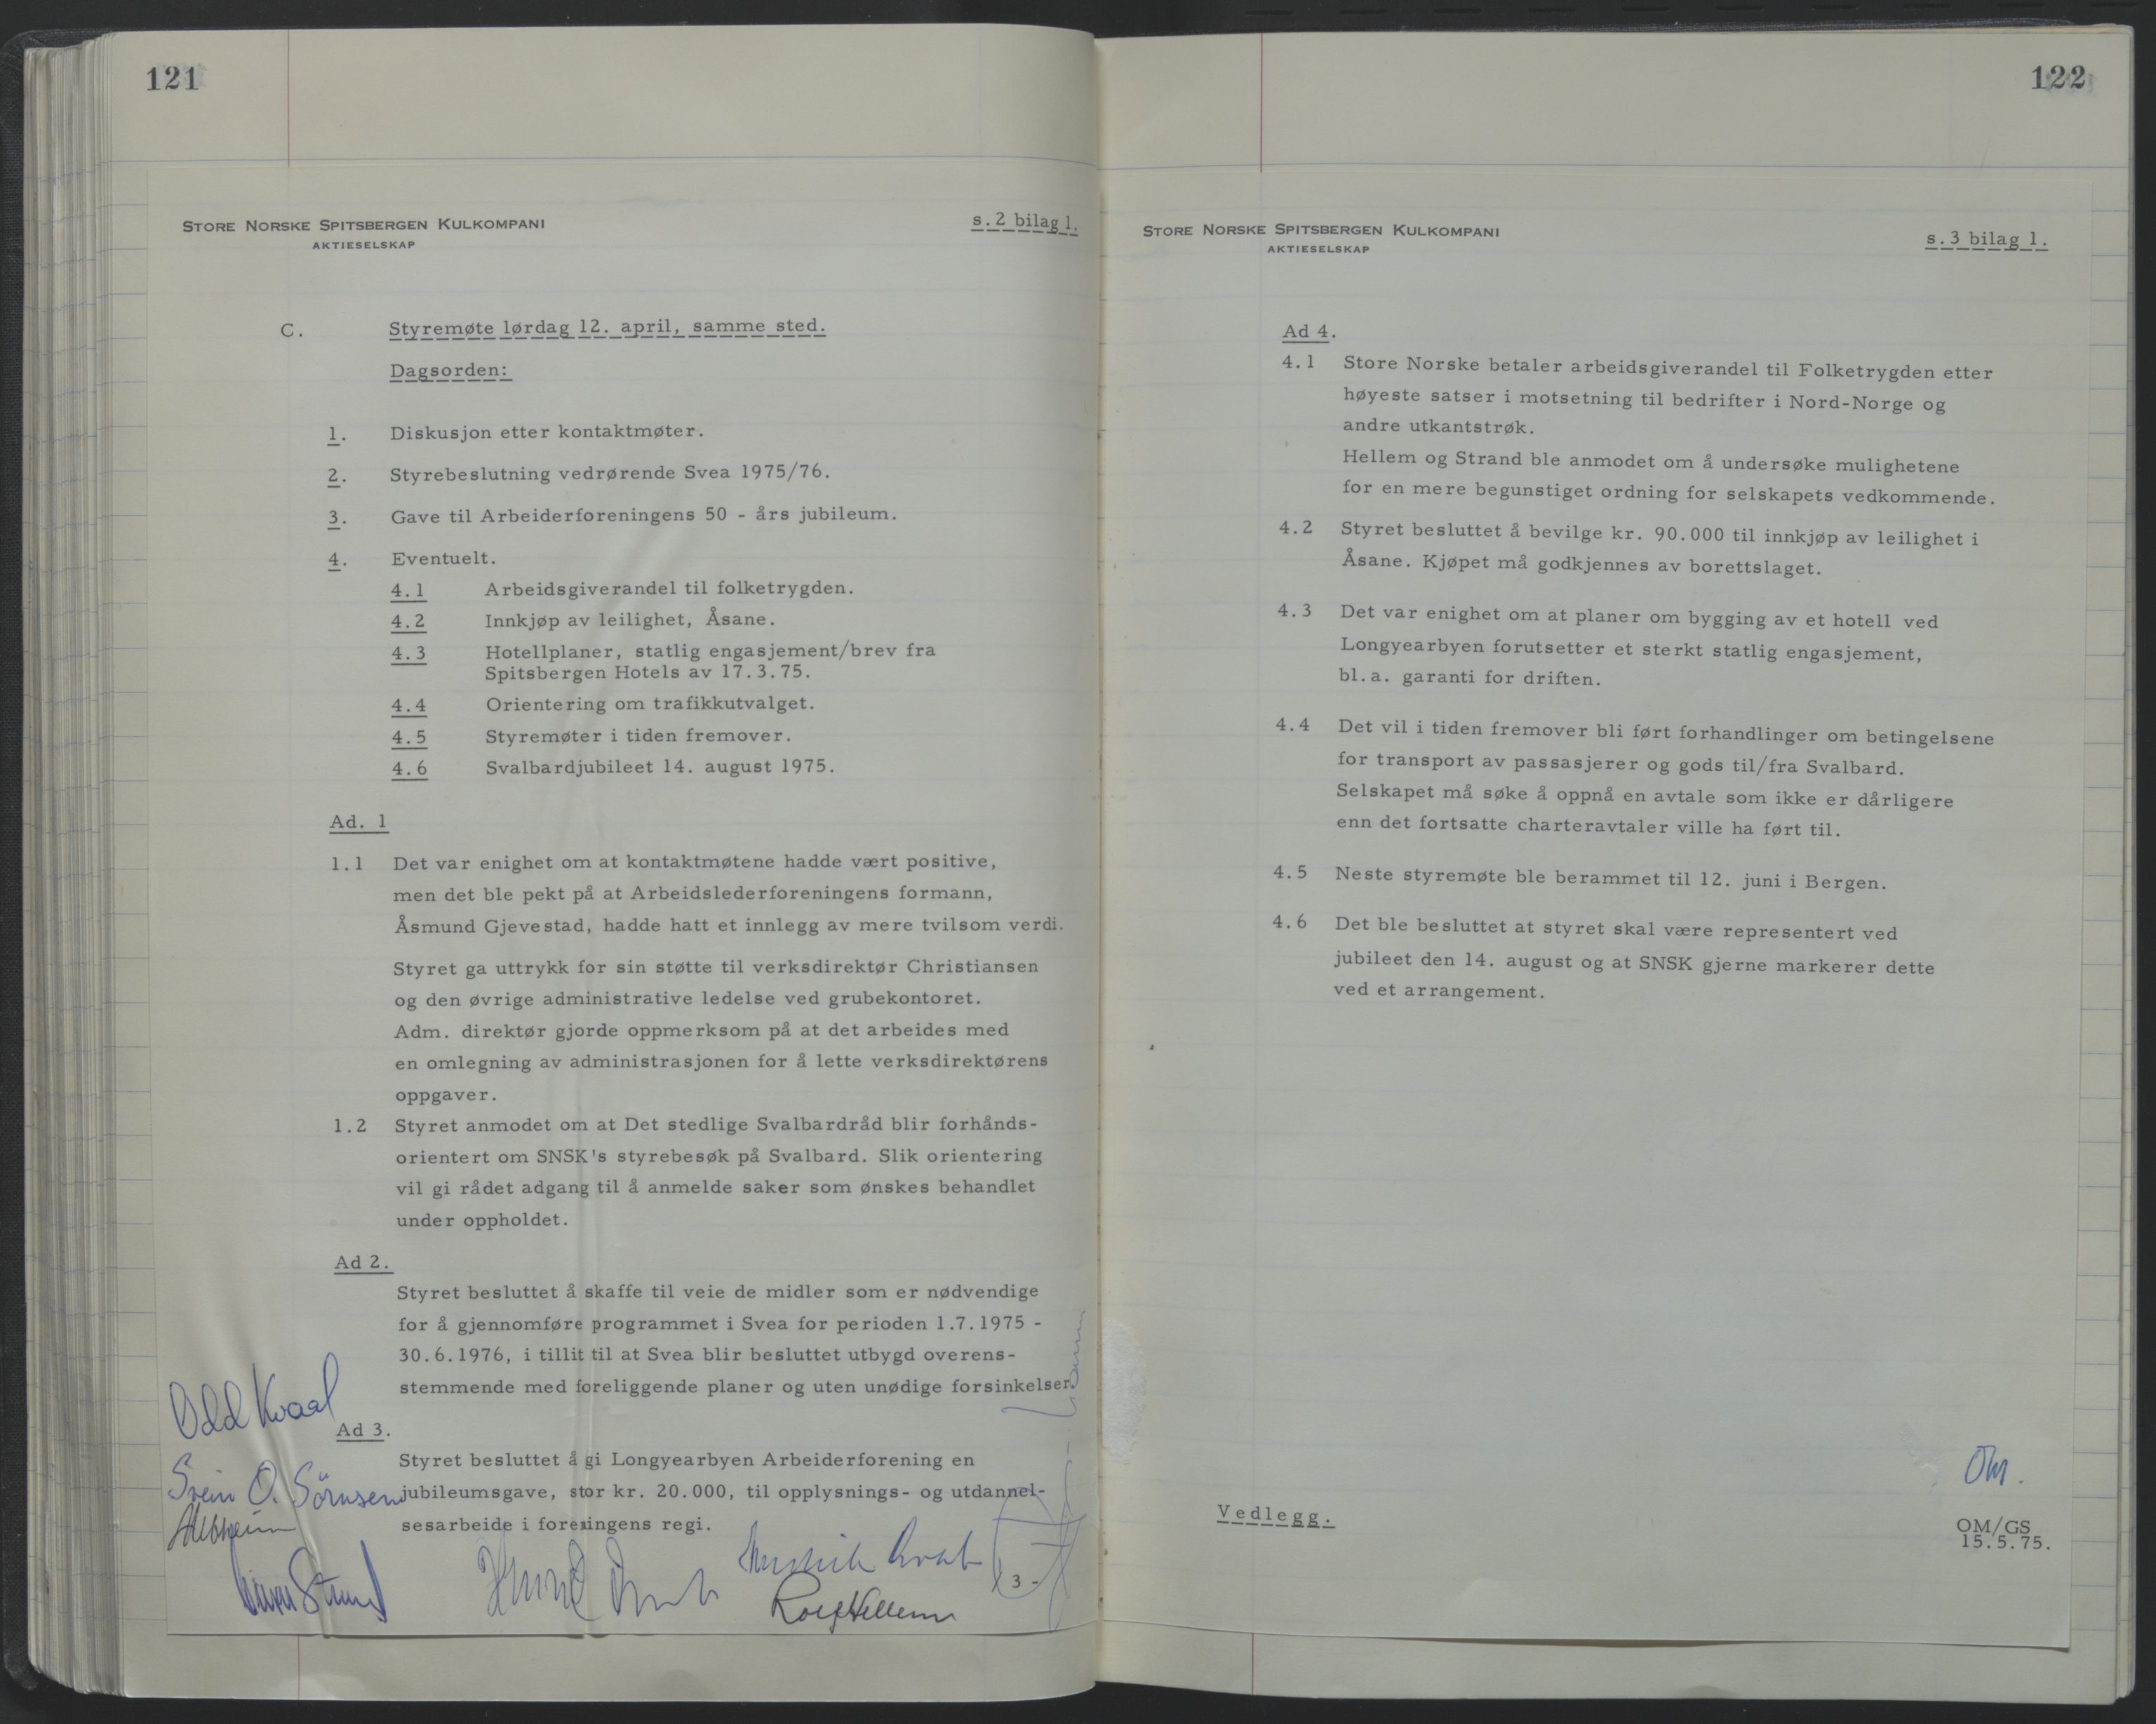 121
STORE NORSKE SPITSBERGEN KULKOMPANI
AKTIESELSKAP
s.2 bilag 1.
C. Styremøte lørdag 12. april, samme sted.
Dagsorden:
1. Diskusjon etter kontaktmøter.
2. Styrebeslutning vedrørende Svea 1975/76.
3. Gave til Arbeiderforeningens 50 - års jubileum.
4. Eventuelt.
4.1 Arbeidsgiverandel til folketrygden.
4.2 Innkjøp av leilighet, Åsane.
4.3 Hotellplaner, statlig engasjement/brev fra
Spitsbergen Hotels av 17.3.75.
4.4 Orientering om trafikkutvalget.
4.5 Styremøter i tiden fremover.
4.6 Svalbardjubileet 14. august 1975.
Ad. 1
1.1 Det var enighet om at kontaktmøtene hadde vært positive,
men det ble pekt på at Arbeidslederforeningens formann,
Åsmund Gjevestad, hadde hatt et innlegg av mere tvilsom verdi.
Styret ga uttrykk for sin støtte til verksdirektør Christiansen
og den øvrige administrative ledelse ved grubekontoret.
Adm. direktør gjorde oppmerksom på at det arbeides med
en omlegning av administrasjonen for å lette verksdirektørens
oppgaver.
1.2 Styret anmodet om at Det stedlige Svalbardråd blir forhånds-
orientert om SNSK's styrebesøk på Svalbard. Slik orientering
vil gi rådet adgang til å anmelde saker som ønskes behandlet
under oppholdet.
Ad 2.
Styret besluttet å skaffe til veie de midler som er nødvendige
for å gjennomføre programmet i Svea for perioden 1.7.1975 -
30.6.1976, i tillit til at Svea blir besluttet utbygd overens-
stemmende med foreliggende planer og uten unødige forsinkelser
Odd Kvaal
Ad 3.
Styret besluttet å gi Longyearbyen Arbeiderforening en
Svein O. Sörnsen
jubileumsgave, stor kr. 20.000, til opplysnings- og utdannel-
sesarbeide i foreningens regi.
Rolf Hellem
3 -
122
STORE NORSKE SPITSBERGEN KULKOMPANI
AKTIESELSKAP
s.3 bilag 1.
Ad 4.
4.1 Store Norske betaler arbeidsgiverandel til Folketrygden etter
høyeste satser i motsetning til bedrifter i Nord-Norge og
andre utkantstrøk.
Hellem og Strand ble anmodet om å undersøke mulighetene
for en mere begunstiget ordning for selskapets vedkommende.
4.2 Styret besluttet å bevilge kr. 90.000 til innkjøp av leilighet i
Åsane. Kjøpet må godkjennes av borettslaget.
4.3 Det var enighet om at planer om bygging av et hotell ved
Longyearbyen forutsetter et sterkt statlig engasjement,
bl.a. garanti for driften.
4.4 Det vil i tiden fremover bli ført forhandlinger om betingelsene
for transport av passasjerer og gods til/fra Svalbard.
Selskapet må søke å oppnå en avtale som ikke er dårligere
enn det fortsatte charteravtaler ville ha ført til.
4.5 Neste styremøte ble berammet til 12. juni i Bergen.
4.6 Det ble besluttet at styret skal være representert ved
jubileet den 14. august og at SNSK gjerne markerer dette
ved et arrangement.
Vedlegg.
OM/GS
15.5.75.